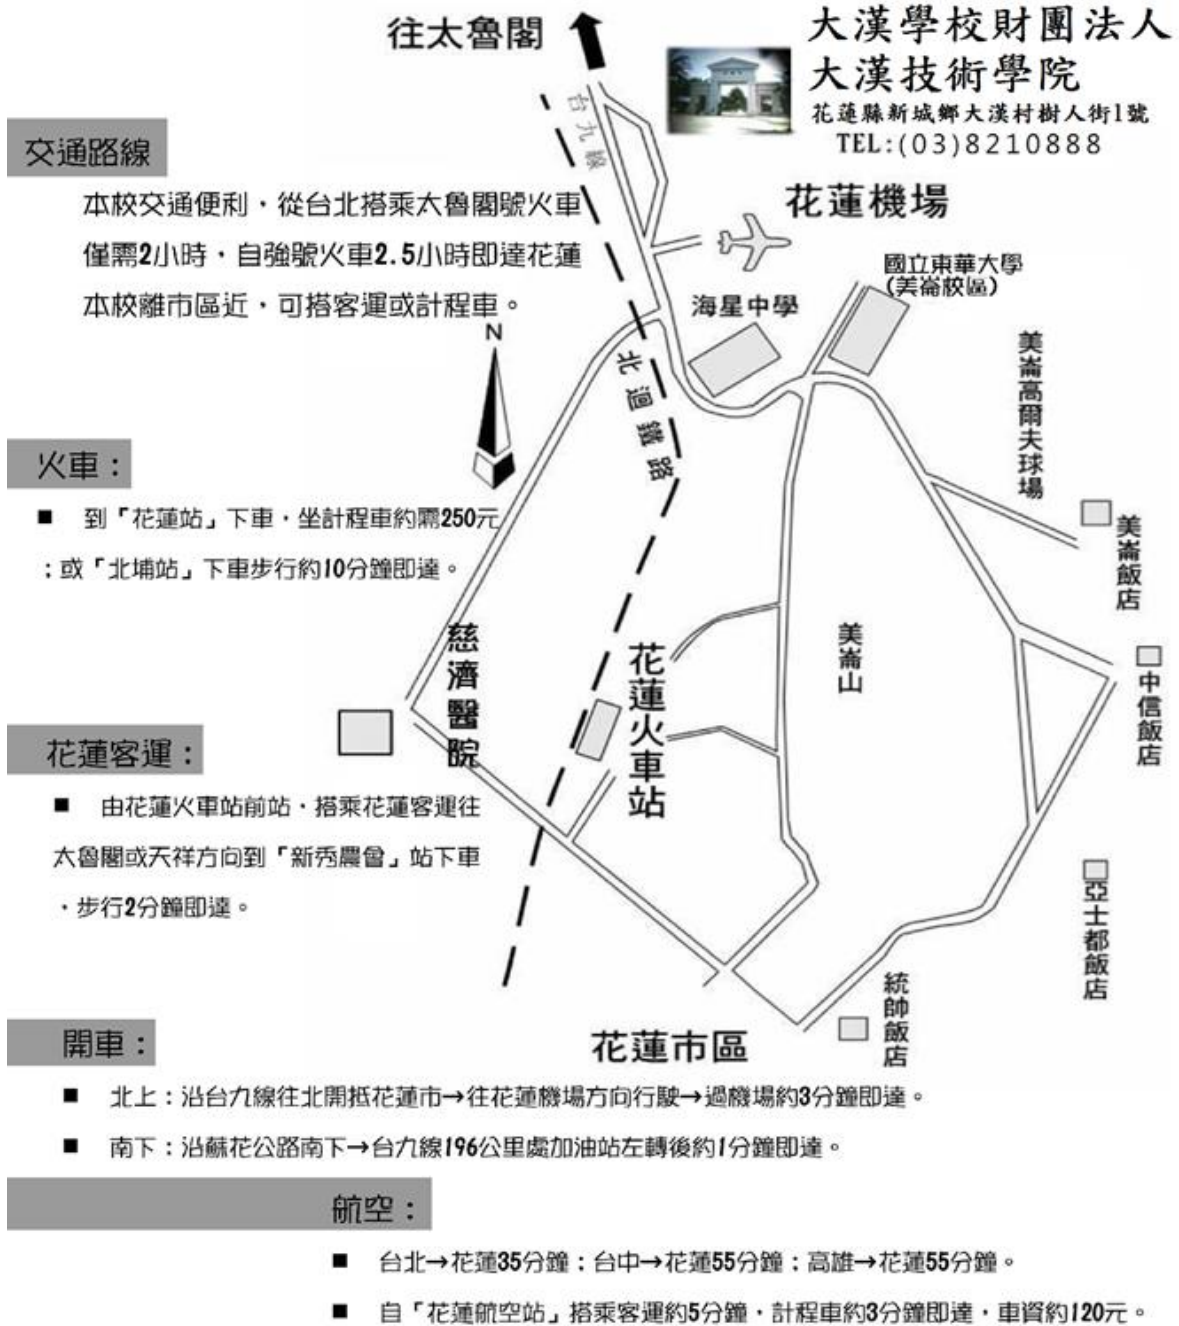 往太魯閣
大漢學校財團法人
大漢技術學院
花蓮縣新城鄉大漢村樹人街1號
TEL:(03)8210888
台九線
交通路線
本校交通便利，從台北搭乘太魯閣號火車
僅需2小時，自強號火車2.5小時即達花蓮
本校離市區近，可搭客運或計程車。
花蓮機場
國立東華大學
(美崙校區)
海星中學
N
北迴鐵路
美崙高爾夫球場
火車：
■ 到「花蓮站」下車，坐計程車約需250元
；或「北埔站」下車步行約10分鐘即達。
美崙飯店
慈濟醫院
花蓮火車站
美崙山
中信飯店
花蓮客運：
■ 由花蓮火車站前站，搭乘花蓮客運往
太魯閣或天祥方向到「新秀農會」站下車
，步行2分鐘即達。
亞士都飯店
統帥飯店
花蓮市區
開車：
■ 北上：沿台九線往北開抵花蓮市→往花蓮機場方向行駛→過機場約3分鐘即達。
■ 南下：沿蘇花公路南下→台九線196公里處加油站左轉後約1分鐘即達。
航空：
■ 台北→花蓮35分鐘；台中→花蓮55分鐘；高雄→花蓮55分鐘。
■ 自「花蓮航空站」搭乘客運約5分鐘，計程車約3分鐘即達，車資約120元。